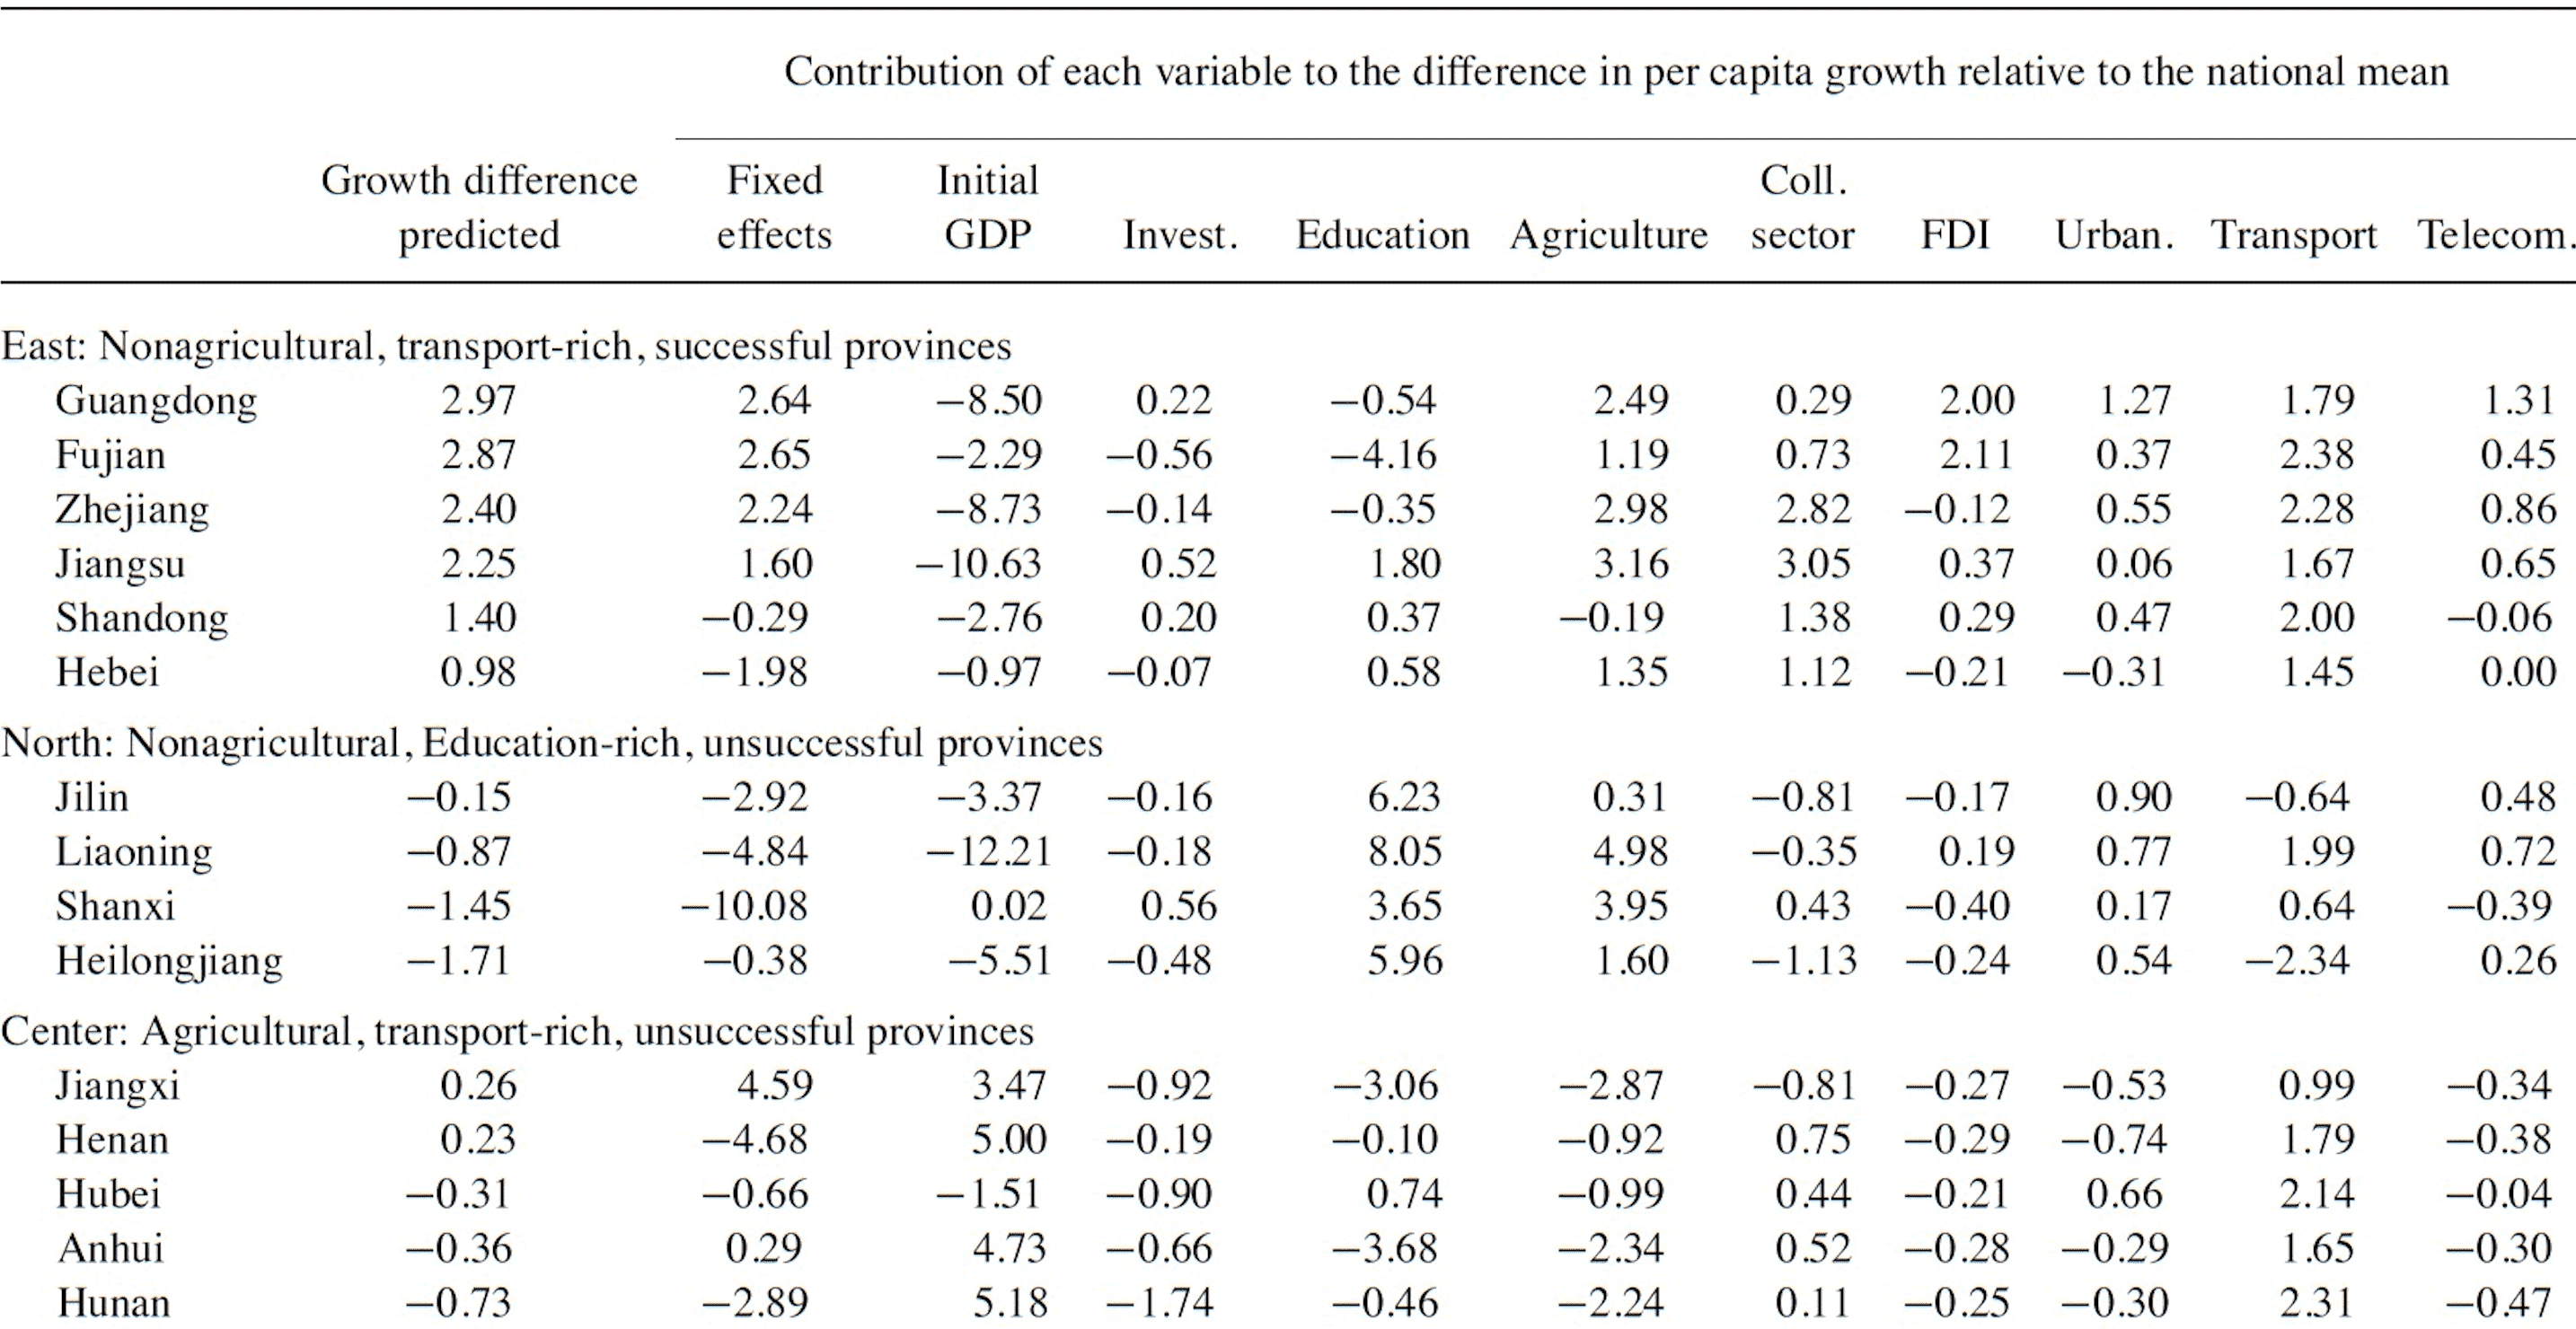 Contribution of each variable to the difference in per capita growth relative to the national mean
Growth difference Fixed Initial Coll.
predicted effects GDP Invest. Education Agriculture sector FDI Urban. Transport Telecom.
East: Nonagricultural, transport-rich, successful provinces
Guangdong 2.97 2.64 −8.50 0.22 −0.54 2.49 0.29 2.00 1.27 1.79 1.31
Fujian 2.87 2.65 −2.29 −0.56 −4.16 1.19 0.73 2.11 0.37 2.38 0.45
Zhejiang 2.40 2.24 −8.73 −0.14 −0.35 2.98 2.82 −0.12 0.55 2.28 0.86
Jiangsu 2.25 1.60 −10.63 0.52 1.80 3.16 3.05 0.37 0.06 1.67 0.65
Shandong 1.40 −0.29 −2.76 0.20 0.37 −0.19 1.38 0.29 0.47 2.00 −0.06
Hebei 0.98 −1.98 −0.97 −0.07 0.58 1.35 1.12 −0.21 −0.31 1.45 0.00
North: Nonagricultural, Education-rich, unsuccessful provinces
Jilin −0.15 −2.92 −3.37 −0.16 6.23 0.31 −0.81 −0.17 0.90 −0.64 0.48
Liaoning −0.87 −4.84 −12.21 −0.18 8.05 4.98 −0.35 0.19 0.77 1.99 0.72
Shanxi −1.45 −10.08 0.02 0.56 3.65 3.95 0.43 −0.40 0.17 0.64 −0.39
Heilongjiang −1.71 −0.38 −5.51 −0.48 5.96 1.60 −1.13 −0.24 0.54 −2.34 0.26
Center: Agricultural, transport-rich, unsuccessful provinces
Jiangxi 0.26 4.59 3.47 −0.92 −3.06 −2.87 −0.81 −0.27 −0.53 0.99 −0.34
Henan 0.23 −4.68 5.00 −0.19 −0.10 −0.92 0.75 −0.29 −0.74 1.79 −0.38
Hubei −0.31 −0.66 −1.51 −0.90 0.74 −0.99 0.44 −0.21 0.66 2.14 −0.04
Anhui −0.36 0.29 4.73 −0.66 −3.68 −2.34 0.52 −0.28 −0.29 1.65 −0.30
Hunan −0.73 −2.89 5.18 −1.74 −0.46 −2.24 0.11 −0.25 −0.30 2.31 −0.47